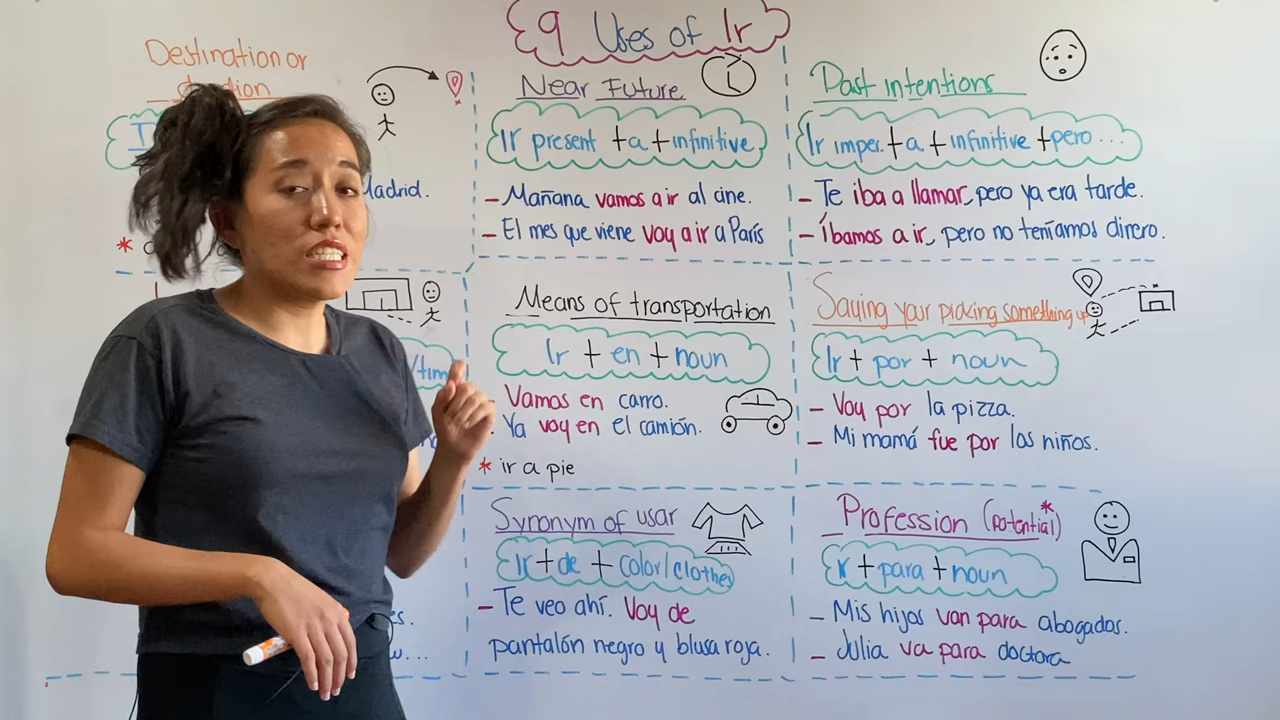 9 Uses of Ir
Destination or
Madrid.
*
/tim
es.
Near Future
Ir present + a + infinitive
- Mañana vamos a ir al cine.
- El mes que viene voy a ir a París
Past intentions
Ir imper. + a + infinitive + pero...
- Te iba a llamar, pero ya era tarde.
- Íbamos a ir, pero no teníamos dinero.
Means of transportation
Ir + en + noun
- Vamos en carro.
- Ya voy en el camión.
* ir a pie
Saying your picking something up
Ir + por + noun
- Voy por la pizza.
- Mi mamá fue por los niños.
Synonym of usar
Ir + de + color/clothes
- Te veo ahí. Voy de
pantalón negro y blusa roja.
Profession (potential)*
Ir + para + noun
- Mis hijos van para abogados.
- Julia va para doctora